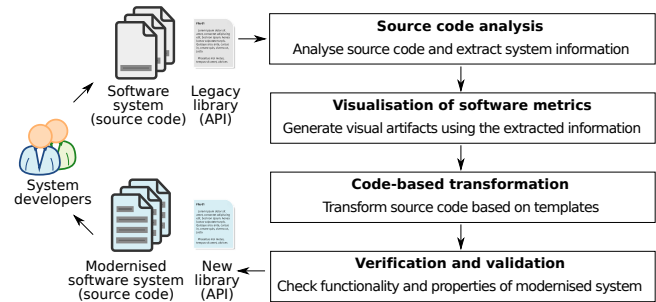 Source code analysis
Analyse source code and extract system information
Software
system
(source code)
Legacy
library
(API)
Visualisation of software metrics
Generate visual artifacts using the extracted information
System
developers
Code-based transformation
Transform source code based on templates
Modernised
software system
(source code)
New
library
(API)
Verification and validation
Check functionality and properties of modernised system